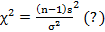 χ² = (n−1)s²/σ² (?)